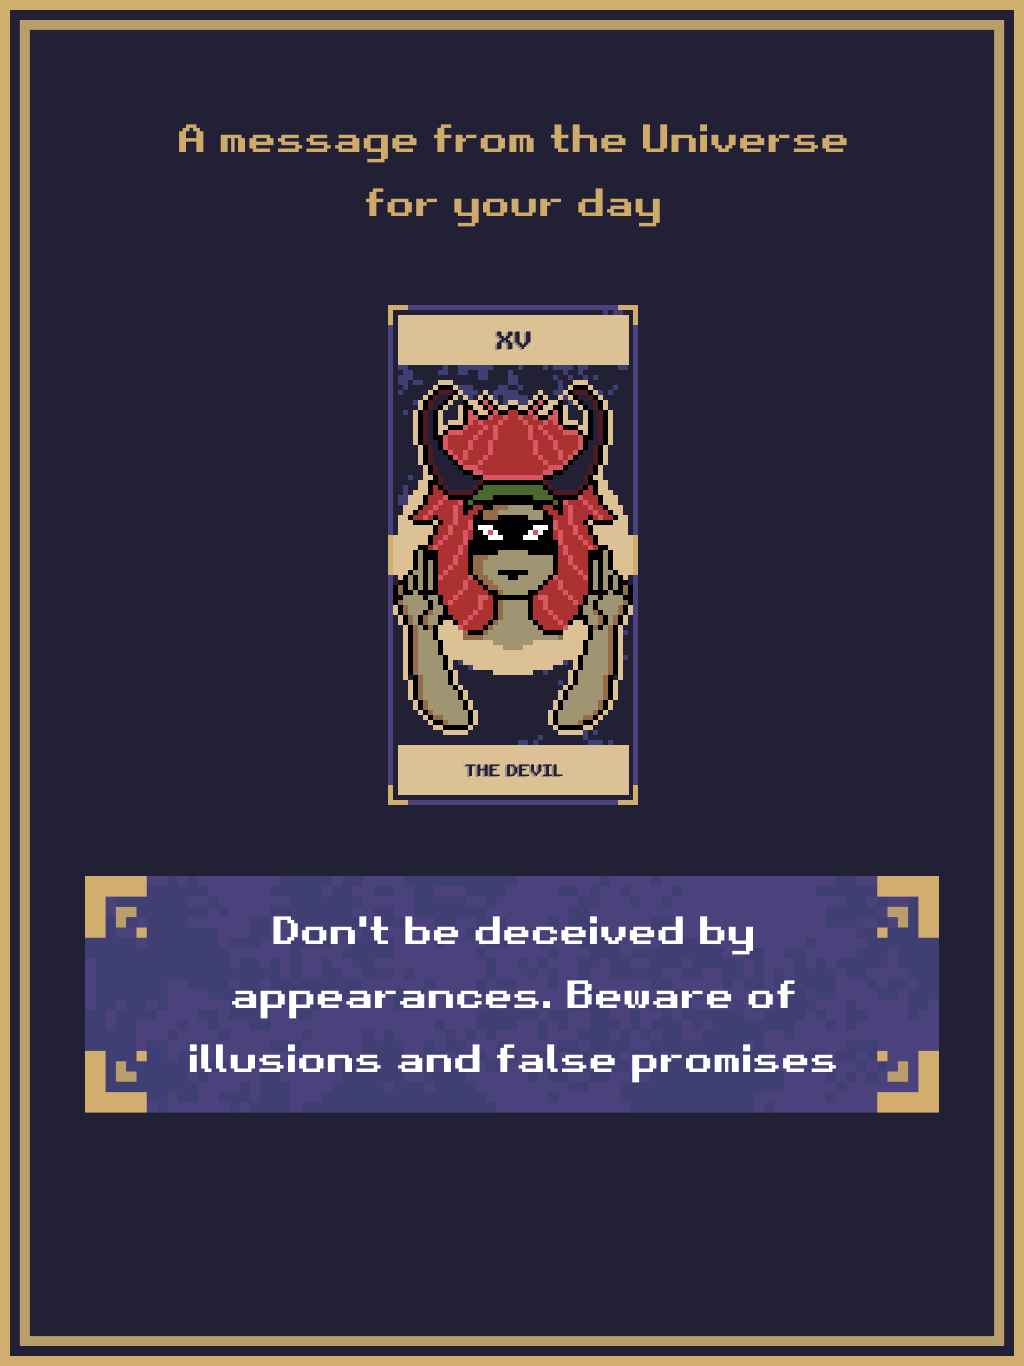 A message from the Universe
for your day
XV
THE DEVIL
Don't be deceived by
appearances. Beware of
illusions and false promises